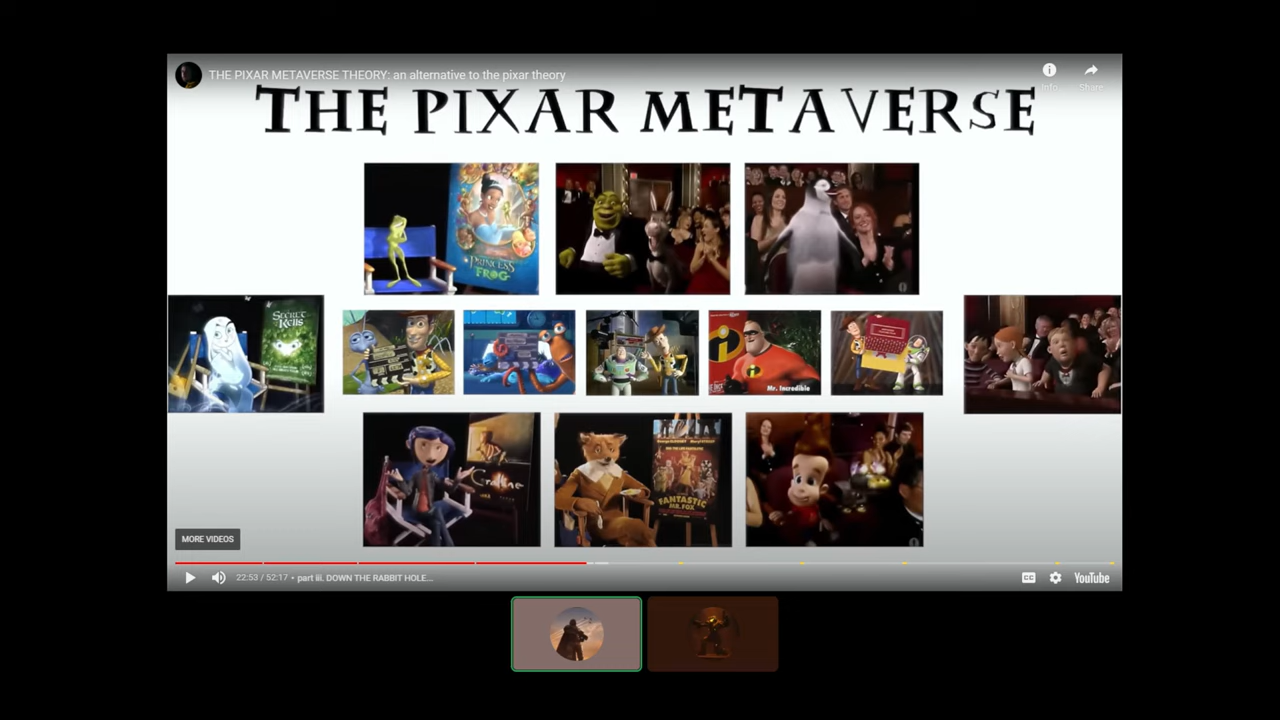 THE PIXAR METAVERSE THEORY: an alternative to the pixar theory
Info
Share
THE PIXAR METAVERSE
PRINCESS
FROG
Secret
Kells
Mr. Incredible
Coraline
FANTASTIC
MR. FOX
MORE VIDEOS
22:53 / 52:17 • part iii. DOWN THE RABBIT HOLE...
CC
YouTube